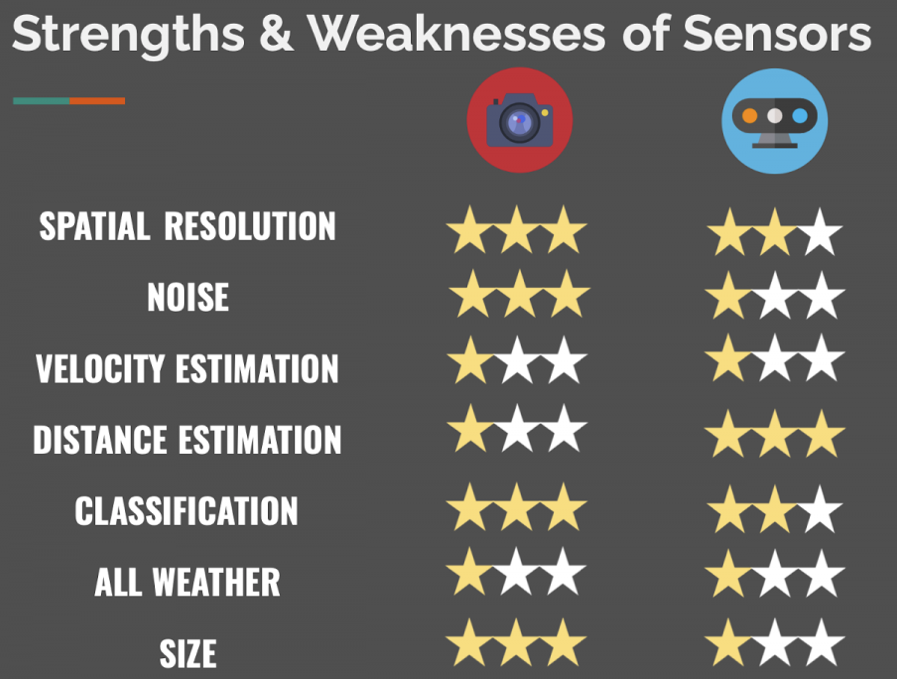 Strengths & Weaknesses of Sensors
SPATIAL RESOLUTION
NOISE
VELOCITY ESTIMATION
DISTANCE ESTIMATION
CLASSIFICATION
ALL WEATHER
SIZE